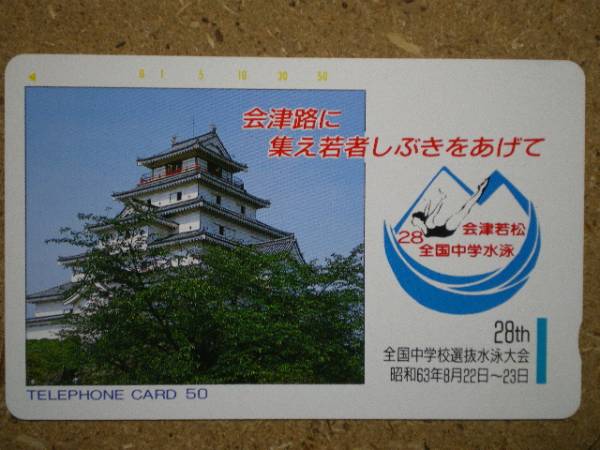 0 1 5 10 30 50
会津路に
集え若者しぶきをあげて
28
会津若松
全国中学水泳
28th
全国中学校選抜水泳大会
昭和63年8月22日～23日
TELEPHONE CARD 50